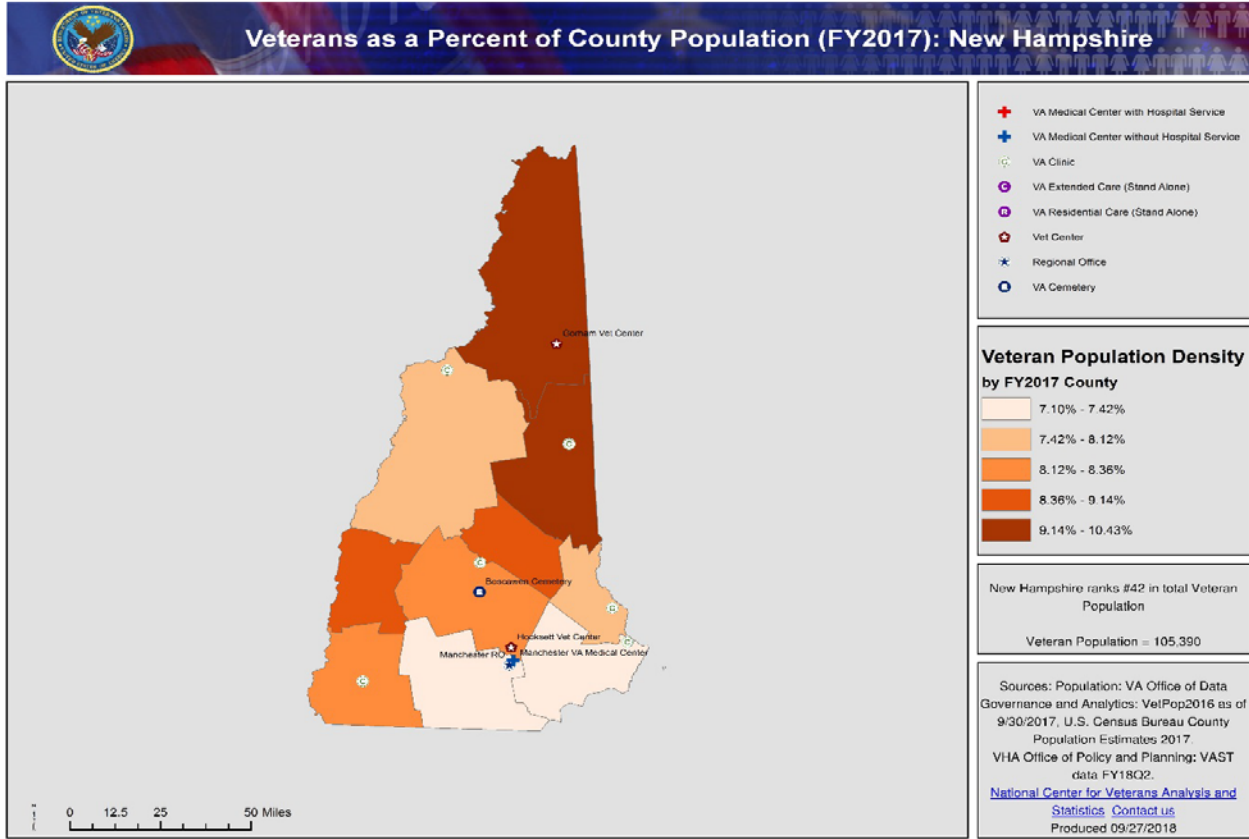 Veterans as a Percent of County Population (FY2017): New Hampshire
Gorham Vet Center
Boscawen Cemetery
Hooksett Vet Center
Manchester RO
Manchester VA Medical Center
0 12.5 25 50 Miles
VA Medical Center with Hospital Service
VA Medical Center without Hospital Service
VA Clinic
VA Extended Care (Stand Alone)
VA Residential Care (Stand Alone)
Vet Center
Regional Office
VA Cemetery
Veteran Population Density
by FY2017 County
7.10% - 7.42%
7.42% - 8.12%
8.12% - 8.36%
8.36% - 9.14%
9.14% - 10.43%
New Hampshire ranks #42 in total Veteran
Population
Veteran Population = 105,390
Sources: Population: VA Office of Data
Governance and Analytics: VetPop2016 as of
9/30/2017, U.S. Census Bureau County
Population Estimates 2017.
VHA Office of Policy and Planning: VAST
data FY18Q2.
National Center for Veterans Analysis and
Statistics Contact us
Produced 09/27/2018